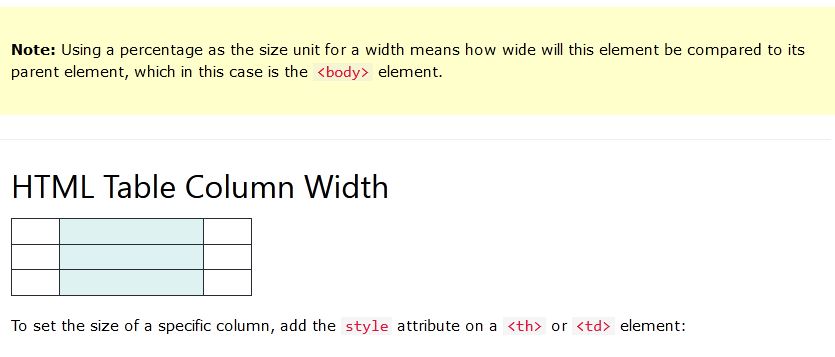 Note: Using a percentage as the size unit for a width means how wide will this element be compared to its
parent element, which in this case is the <body> element.
HTML Table Column Width
To set the size of a specific column, add the style attribute on a <th> or <td> element: